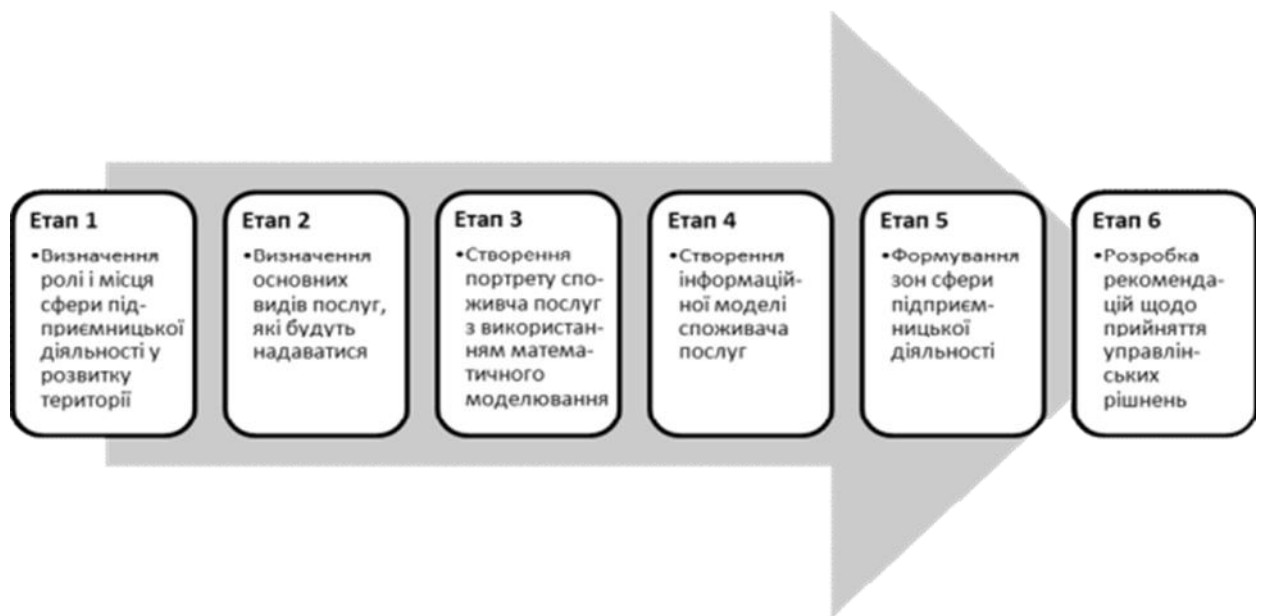 Етап 1
•Визначення
ролі і місця
сфери під-
приємницької
діяльності у
розвитку
території
Етап 2
•Визначення
основних
видів послуг,
які будуть
надаватися
Етап 3
•Створення
портрету спо-
живча послуг
з використан-
ням матема-
тичного
моделювання
Етап 4
•Створення
інформацій-
ної моделі
споживача
послуг
Етап 5
•Формування
зон сфери
підприєм-
ницької
діяльності
Етап 6
•Розробка
рекоменда-
цій щодо
прийняття
управлін-
ських
рішнень